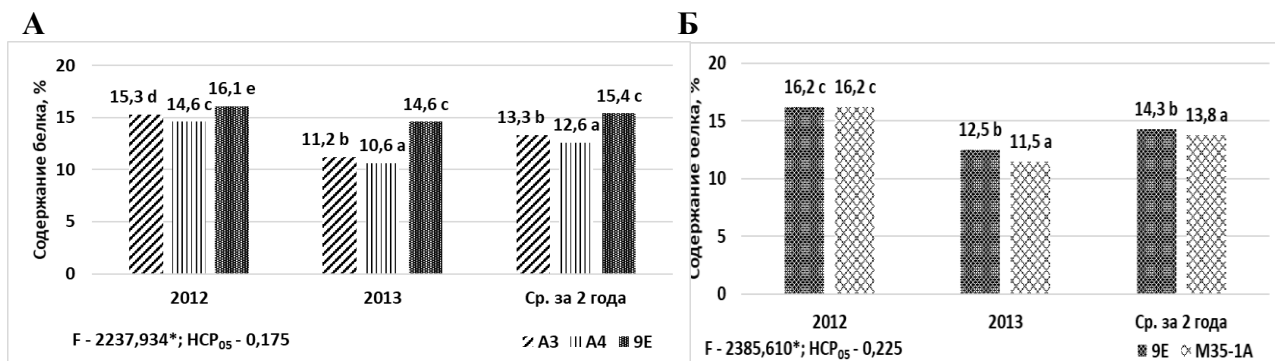 А
Содержание белка, %
20
15
10
5
0
15,3 d
14,6 c
16,1 e
11,2 b
10,6 a
14,6 c
13,3 b
12,6 a
15,4 c
2012
2013
Ср. за 2 года
F - 2237,934*; НСР05 - 0,175
А3
А4
9Е
Б
Содержание белка, %
20
15
10
5
0
16,2 c
16,2 c
12,5 b
11,5 a
14,3 b
13,8 a
2012
2013
Ср. за 2 года
F - 2385,610*; НСР05 - 0,225
9Е
М35-1А